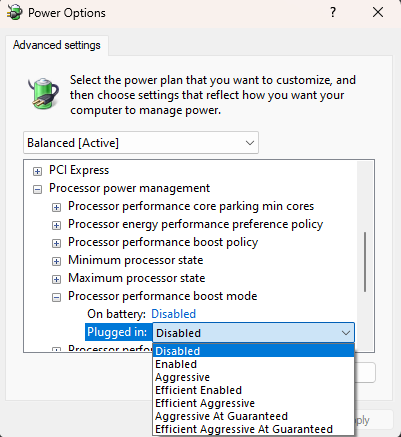 Power Options
?
Advanced settings
Select the power plan that you want to customize, and
then choose settings that reflect how you want your
computer to manage power.
Balanced [Active]
PCI Express
Processor power management
Processor performance core parking min cores
Processor energy performance preference policy
Processor performance boost policy
Minimum processor state
Maximum processor state
Processor performance boost mode
On battery: Disabled
Plugged in: Disabled
Processor
Disabled
Enabled
Aggressive
Efficient Enabled
Efficient Aggressive
Aggressive At Guaranteed
Efficient Aggressive At Guaranteed